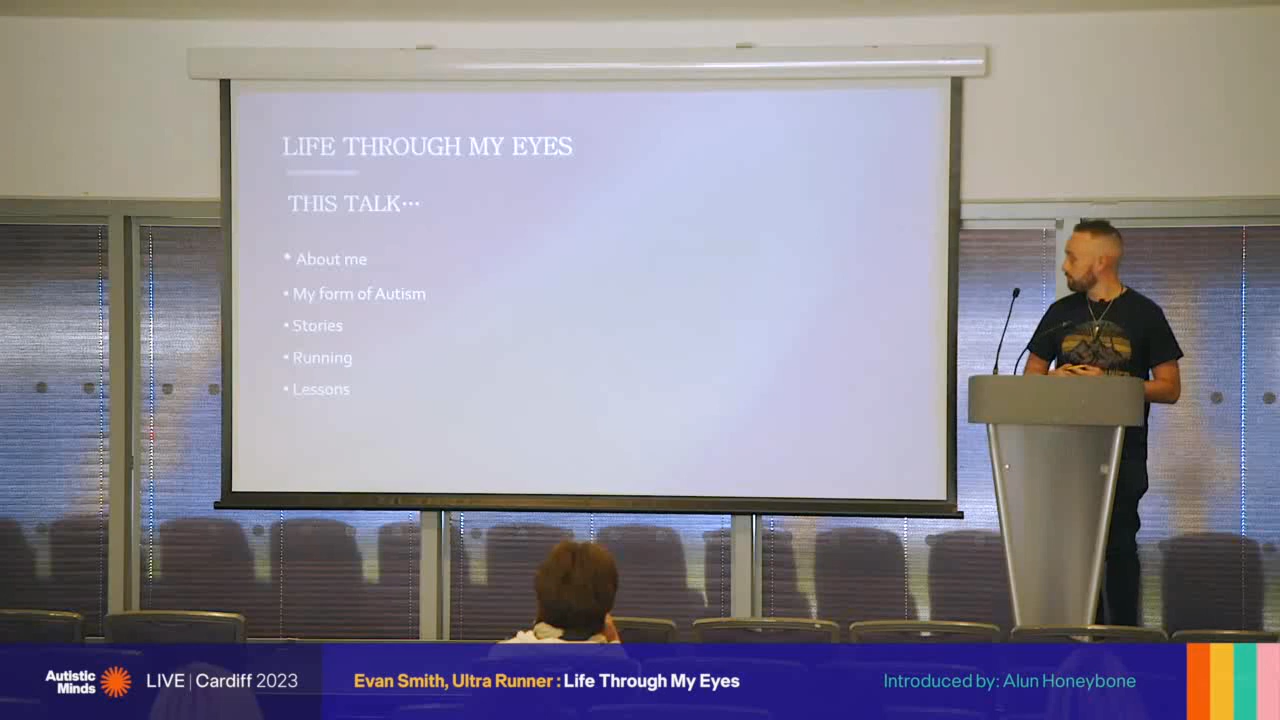 LIFE THROUGH MY EYES
THIS TALK…
• About me
• My form of Autism
• Stories
• Running
• Lessons
Autistic
Minds
LIVE | Cardiff 2023
Evan Smith, Ultra Runner : Life Through My Eyes
Introduced by: Alun Honeybone